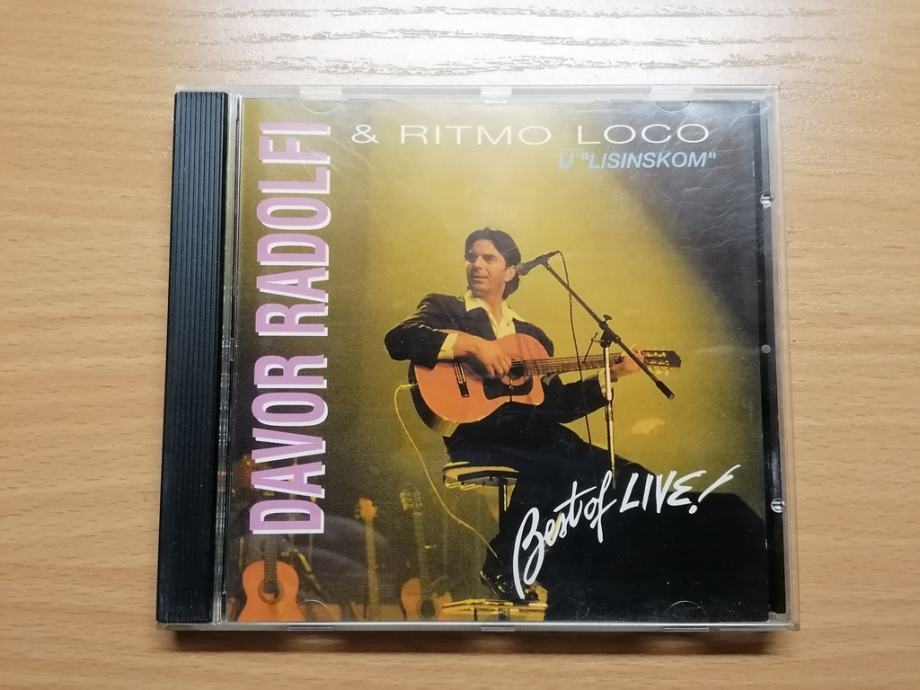 DAVOR RADOLFI
& RITMO LOCO
U "LISINSKOM"
Best of LIVE!